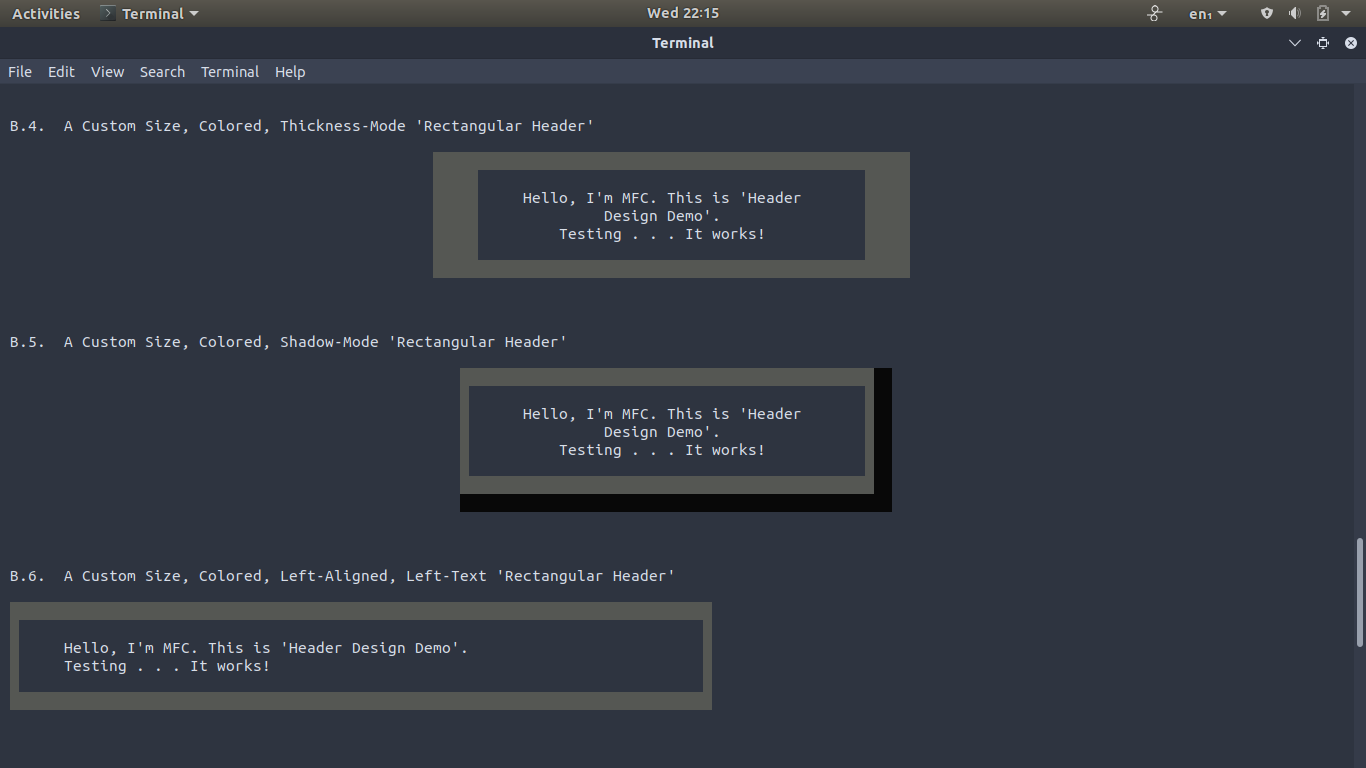 Activities Terminal Wed 22:15 en₁
Terminal
File Edit View Search Terminal Help
B.4. A Custom Size, Colored, Thickness-Mode 'Rectangular Header'
Hello, I'm MFC. This is 'Header
Design Demo'.
Testing . . . It works!
B.5. A Custom Size, Colored, Shadow-Mode 'Rectangular Header'
Hello, I'm MFC. This is 'Header
Design Demo'.
Testing . . . It works!
B.6. A Custom Size, Colored, Left-Aligned, Left-Text 'Rectangular Header'
Hello, I'm MFC. This is 'Header Design Demo'.
Testing . . . It works!